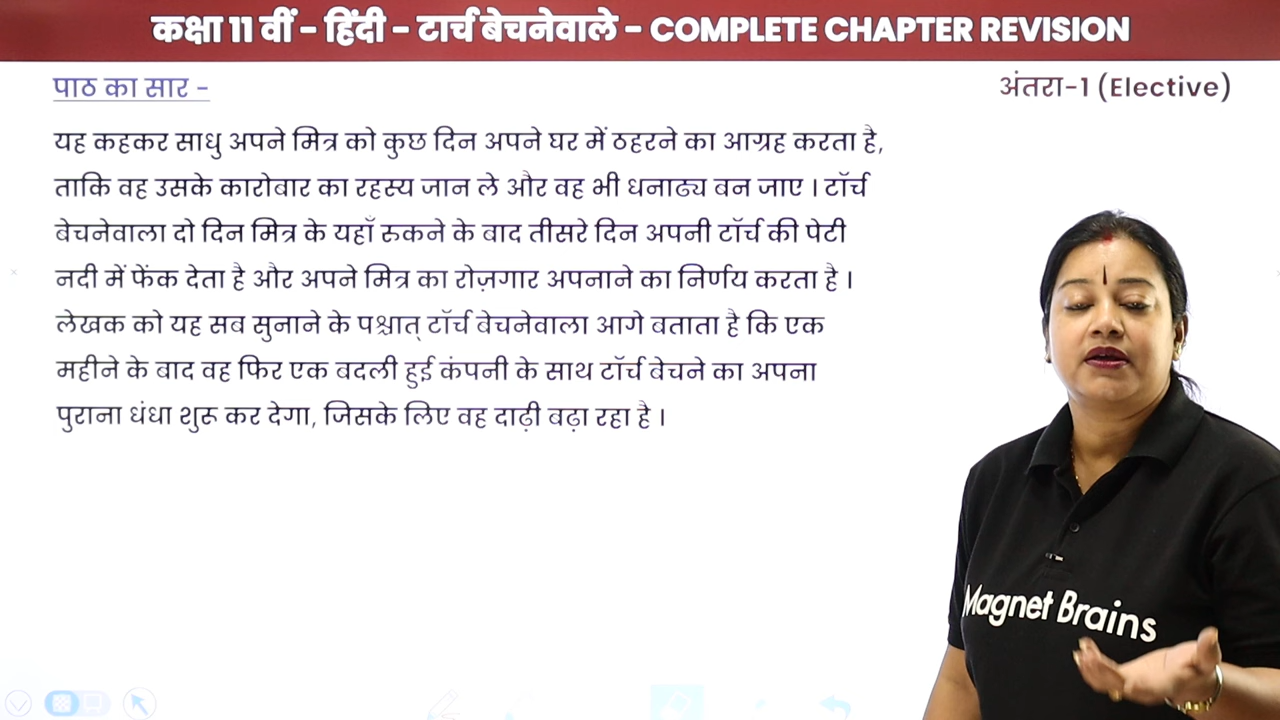 कक्षा 11 वीं - हिंदी - टार्च बेचनेवाले - COMPLETE CHAPTER REVISION
पाठ का सार -
अंतरा-1 (Elective)
यह कहकर साधु अपने मित्र को कुछ दिन अपने घर में ठहरने का आग्रह करता है,
ताकि वह उसके कारोबार का रहस्य जान ले और वह भी धनाढ्य बन जाए । टॉर्च
बेचनेवाला दो दिन मित्र के यहाँ रुकने के बाद तीसरे दिन अपनी टॉर्च की पेटी
नदी में फेंक देता है और अपने मित्र का रोज़गार अपनाने का निर्णय करता है ।
लेखक को यह सब सुनाने के पश्चात् टॉर्च बेचनेवाला आगे बताता है कि एक
महीने के बाद वह फिर एक बदली हुई कंपनी के साथ टॉर्च बेचने का अपना
पुराना धंधा शुरू कर देगा, जिसके लिए वह दाढ़ी बढ़ा रहा है ।
Magnet Brains